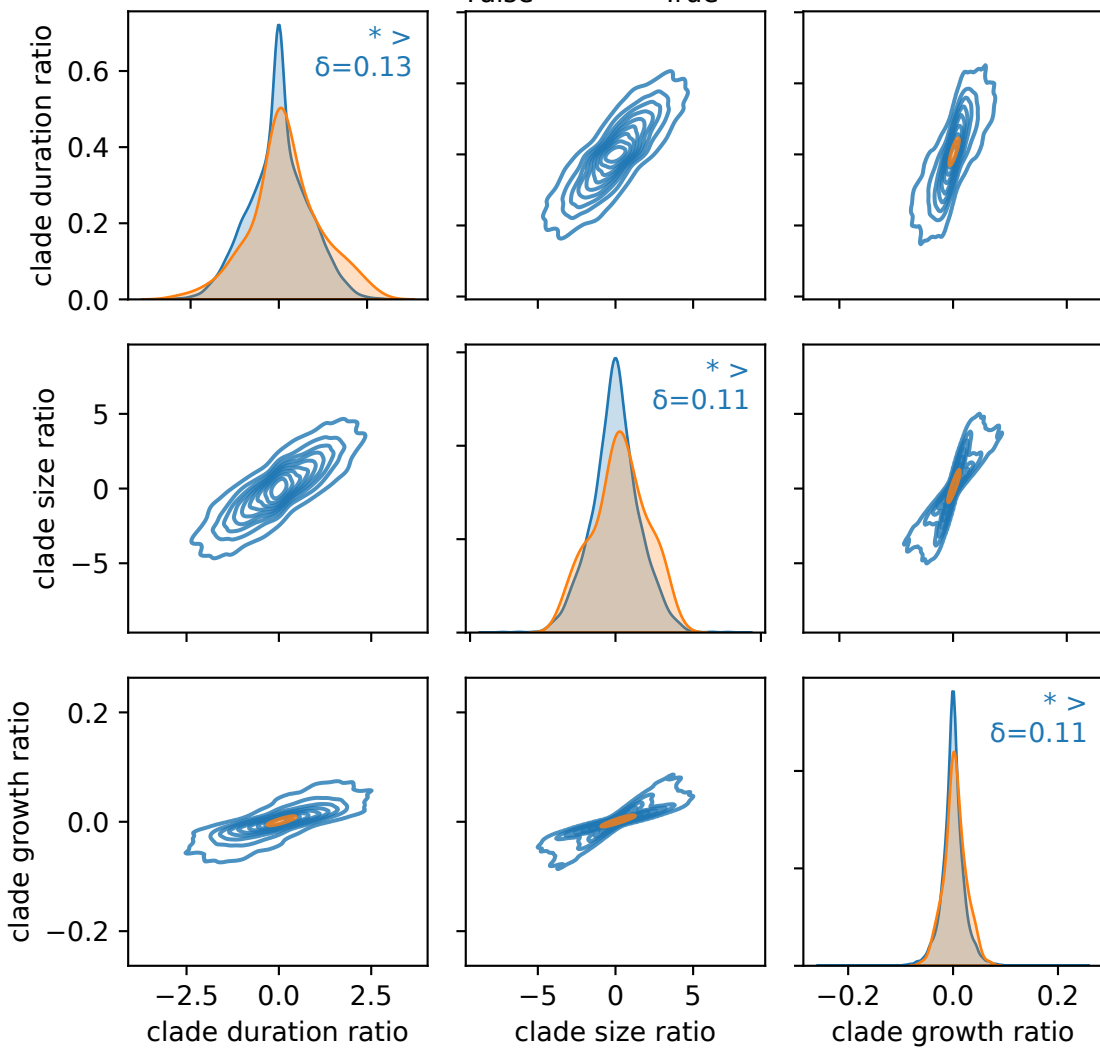 clade duration ratio
0.6
0.4
0.2
0.0
* >
δ=0.13
clade size ratio
5
0
−5
* >
δ=0.11
clade growth ratio
0.2
0.0
−0.2
* >
δ=0.11
−2.5 0.0 2.5
−5 0 5
−0.2 0.0 0.2
clade duration ratio
clade size ratio
clade growth ratio